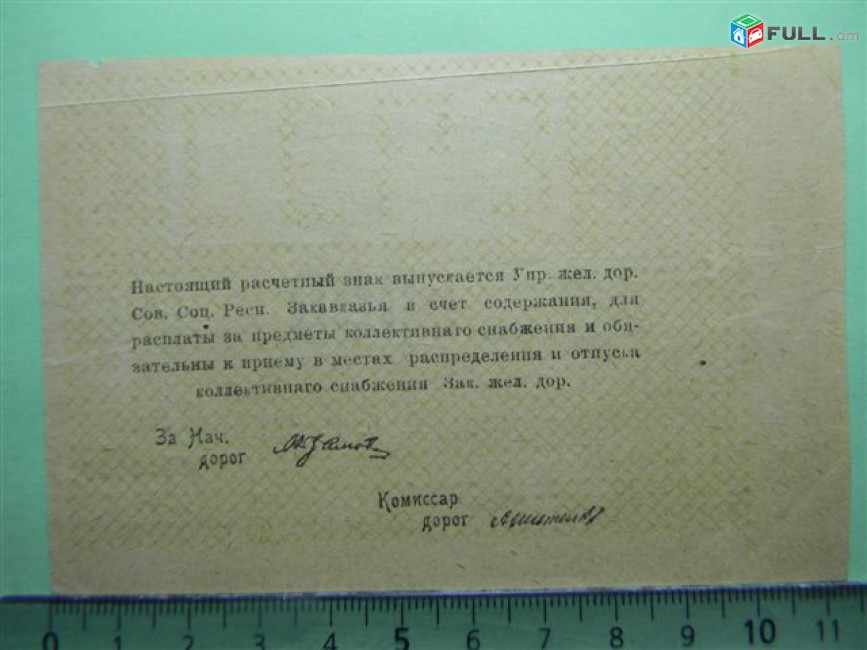 FULL.am
Настоящий расчетный знак выпускается Упр. жел. дор.
Сов. Соц. Респ. Закавказья в счет содержания, для
расплаты за предметы коллективнаго снабжения и обя-
зательны к приему в местах распределения и отпуска
коллективнаго снабжения Зак. жел. дор.
За Нач.
дорог
Комиссар
дорог
0 1 2 3 4 5 6 7 8 9 10 11